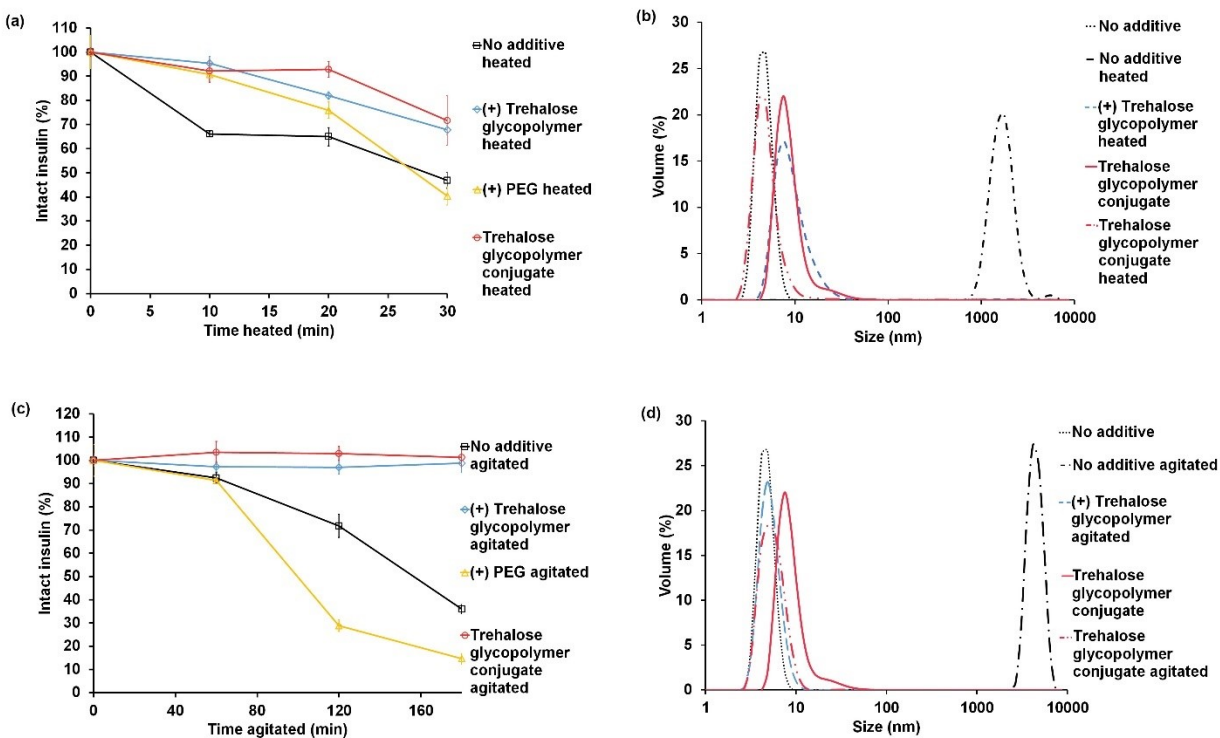 (a)
110
100
90
80
70
60
50
40
30
20
10
0
Intact insulin (%)
0
5
10
15
20
25
30
Time heated (min)
No additive
heated
(+) Trehalose
glycopolymer
heated
(+) PEG heated
Trehalose
glycopolymer
conjugate
heated
(b)
30
25
20
15
10
5
0
Volume (%)
1
10
100
1000
10000
Size (nm)
No additive
No additive
heated
(+) Trehalose
glycopolymer
heated
Trehalose
glycopolymer
conjugate
Trehalose
glycopolymer
conjugate
heated
(c)
120
110
100
90
80
70
60
50
40
30
20
10
0
Intact insulin (%)
0
40
80
120
160
Time agitated (min)
No additive
agitated
(+) Trehalose
glycopolymer
agitated
(+) PEG agitated
Trehalose
glycopolymer
conjugate
agitated
(d)
30
25
20
15
10
5
0
Volume (%)
1
10
100
1000
10000
Size (nm)
No additive
No additive agitated
(+) Trehalose
glycopolymer
agitated
Trehalose
glycopolymer
conjugate
Trehalose
glycopolymer
conjugate agitated